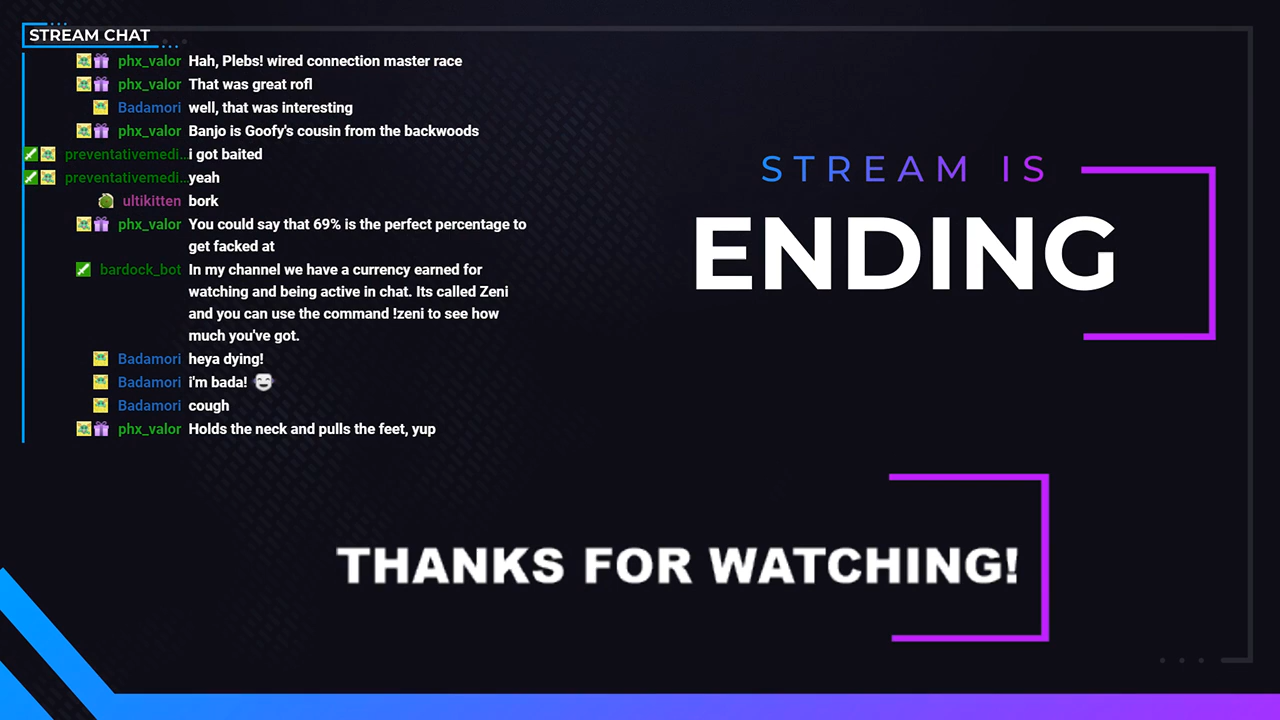 STREAM CHAT
phx_valor Hah, Plebs! wired connection master race
phx_valor That was great rofl
Badamori well, that was interesting
phx_valor Banjo is Goofy's cousin from the backwoods
preventativemedi... i got baited
preventativemedi... yeah
ultikitten bork
phx_valor You could say that 69% is the perfect percentage to
get facked at
bardock_bot In my channel we have a currency earned for
watching and being active in chat. Its called Zeni
and you can use the command !zeni to see how
much you've got.
Badamori heya dying!
Badamori i'm bada!
Badamori cough
phx_valor Holds the neck and pulls the feet, yup
STREAM IS
ENDING
THANKS FOR WATCHING!